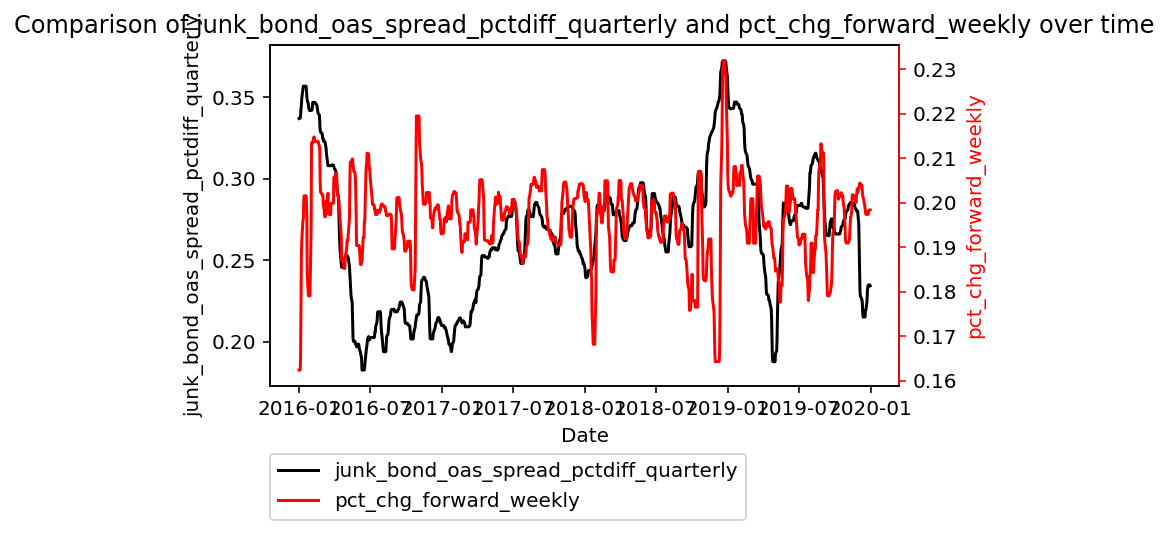 Comparison of junk_bond_oas_spread_pctdiff_quarterly and pct_chg_forward_weekly over time
junk_bond_oas_spread_pctdiff_quarterly
0.35
0.30
0.25
0.20
0.23
0.22
0.21
0.20
0.19
0.18
0.17
0.16
pct_chg_forward_weekly
2016-01 2016-07 2017-01 2017-07 2018-01 2018-07 2019-01 2019-07 2020-01
Date
junk_bond_oas_spread_pctdiff_quarterly
pct_chg_forward_weekly